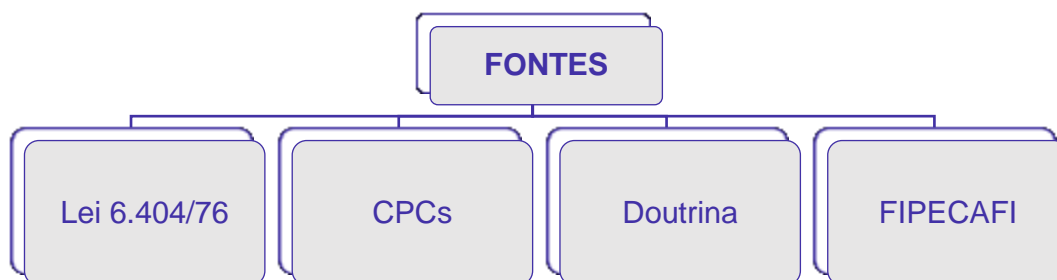 FONTES
Lei 6.404/76
CPCs
Doutrina
FIPECAFI